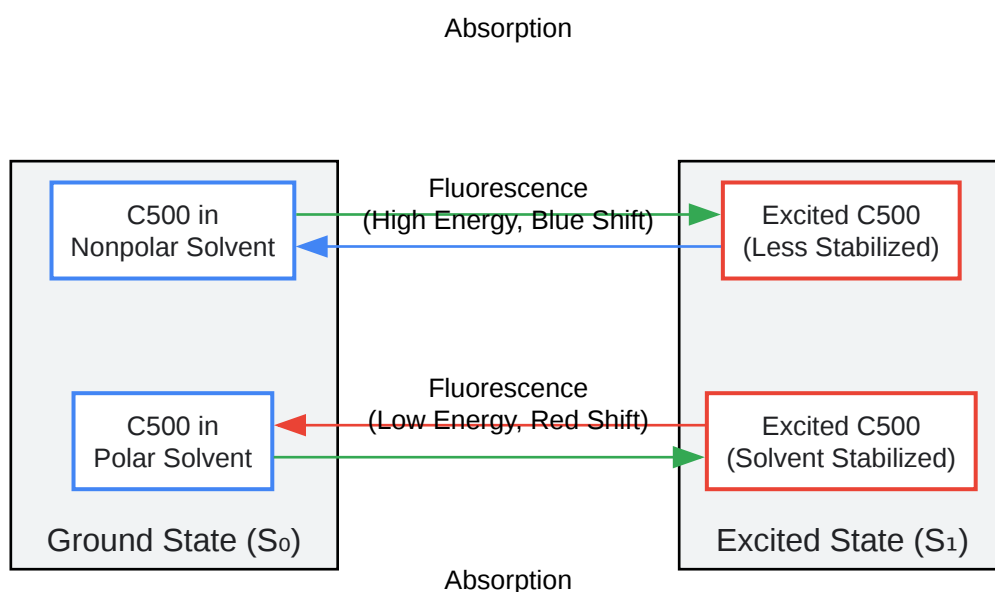 Absorption
C500 in
Nonpolar Solvent
Fluorescence
(High Energy, Blue Shift)
Excited C500
(Less Stabilized)
C500 in
Polar Solvent
Fluorescence
(Low Energy, Red Shift)
Excited C500
(Solvent Stabilized)
Ground State (S₀)
Excited State (S₁)
Absorption